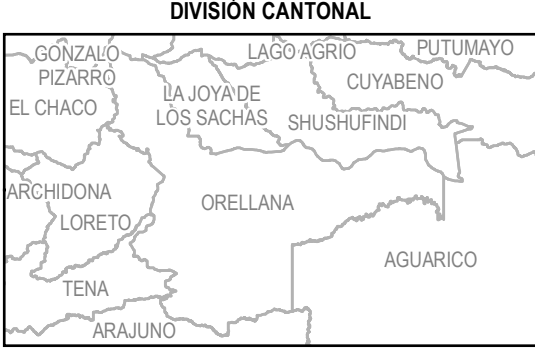 DIVISIÓN CANTONAL
GONZALO
PIZARRO
LAGO AGRIO
PUTUMAYO
EL CHACO
LA JOYA DE
LOS SACHAS
CUYABENO
SHUSHUFINDI
ARCHIDONA
LORETO
ORELLANA
AGUARICO
TENA
ARAJUNO